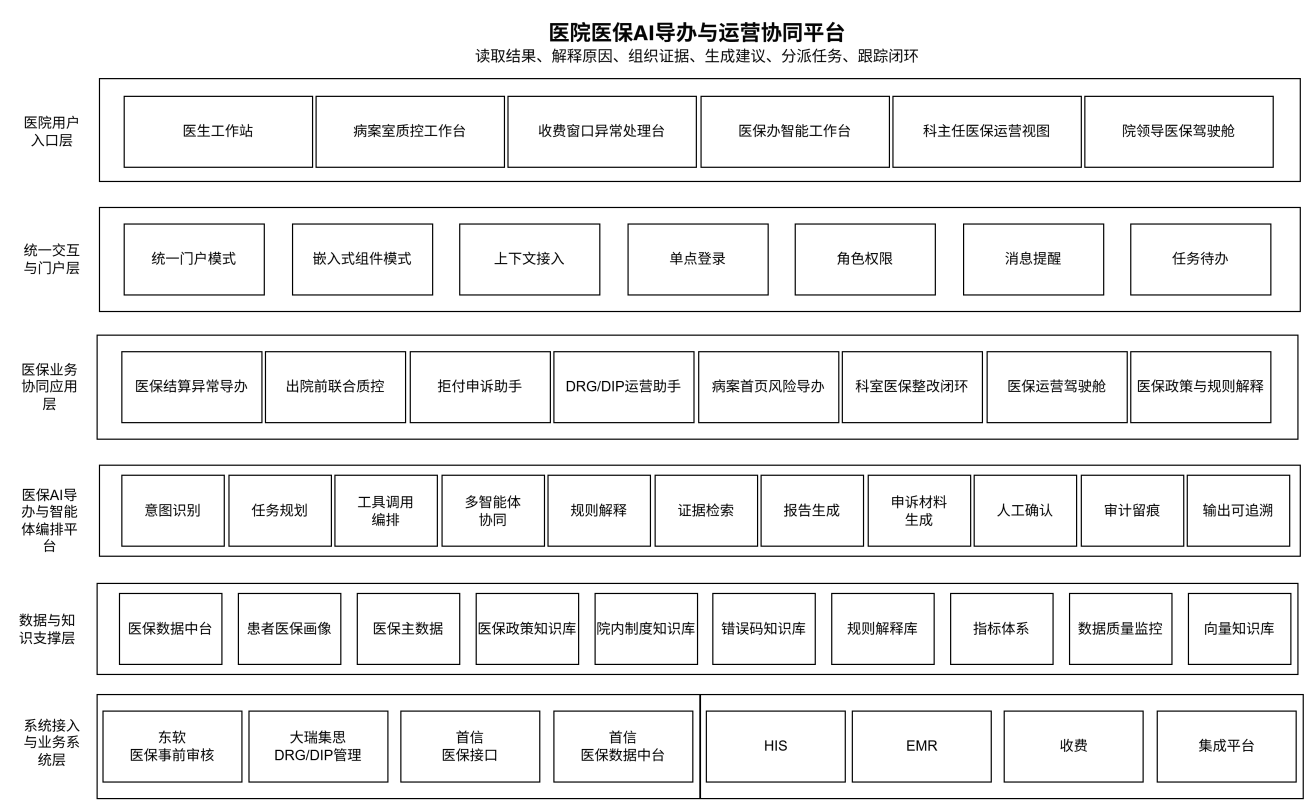 医院医保AI导办与运营协同平台
读取结果、解释原因、组织证据、生成建议、分派任务、跟踪闭环
医院用户
入口层
医生工作站
病案室质控工作台
收费窗口异常处理台
医保办智能工作台
科主任医保运营视图
院领导医保驾驶舱
统一交互
与门户层
统一门户模式
嵌入式组件模式
上下文接入
单点登录
角色权限
消息提醒
任务待办
医保业务
协同应用
层
医保结算异常导办
出院前联合质控
拒付申诉助手
DRG/DIP运营助手
病案首页风险导办
科室医保整改闭环
医保运营驾驶舱
医保政策与规则解释
医保AI导
办与智能
体编排平
台
意图识别
任务规划
工具调用
编排
多智能体
协同
规则解释
证据检索
报告生成
申诉材料
生成
人工确认
审计留痕
输出可追溯
数据与知
识支撑层
医保数据中台
患者医保画像
医保主数据
医保政策知识库
院内制度知识库
错误码知识库
规则解释库
指标体系
数据质量监控
向量知识库
系统接入
与业务系
统层
东软
医保事前审核
大瑞集思
DRG/DIP管理
首信
医保接口
首信
医保数据中台
HIS
EMR
收费
集成平台